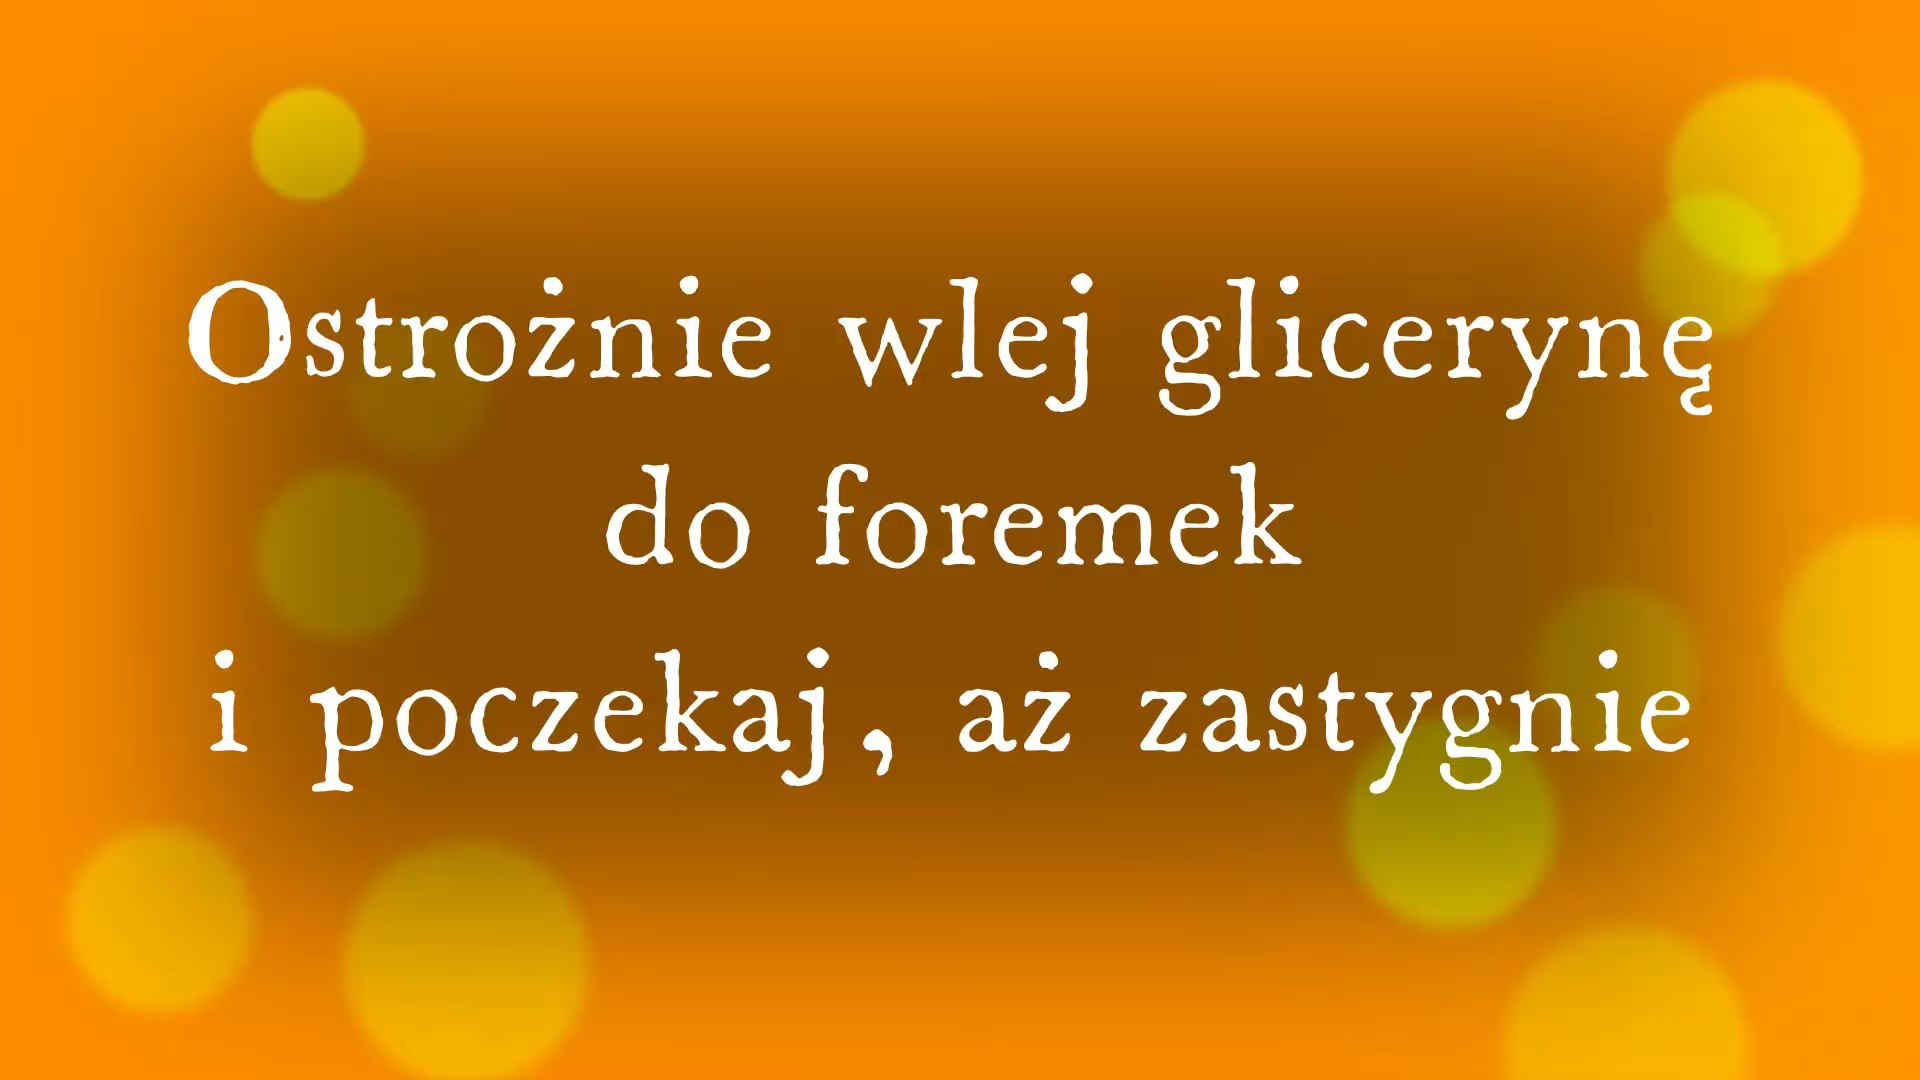 Ostrożnie wlej glicerynę
do foremek
i poczekaj, aż zastygnie